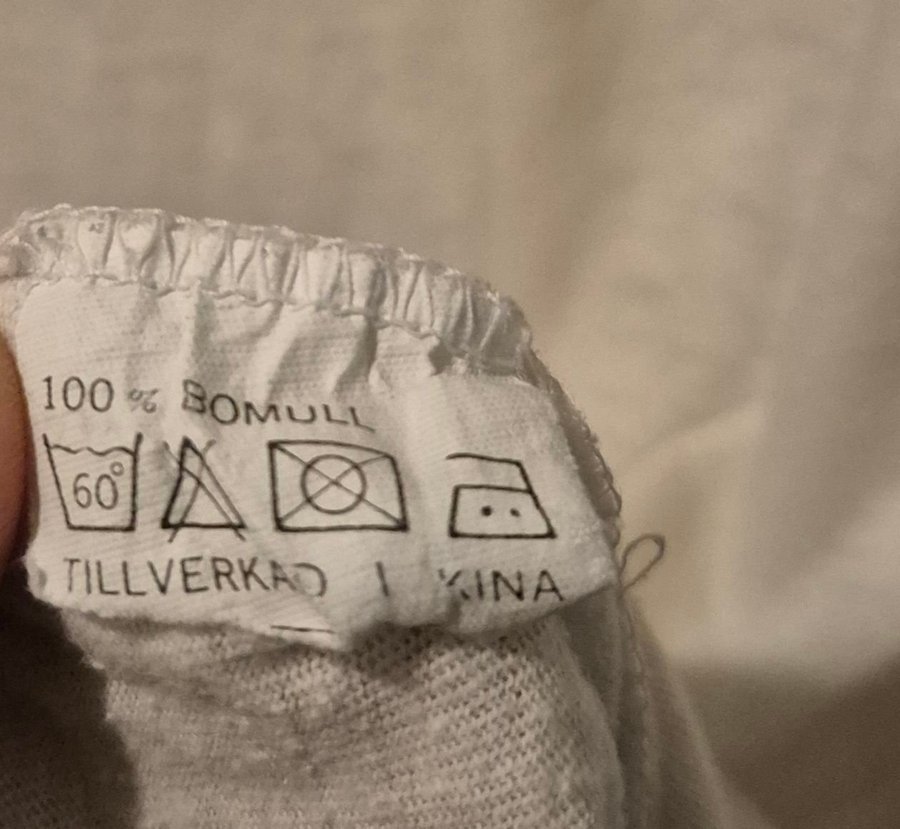 100 % BOMULL
60°
TILLVERKAD I KINA